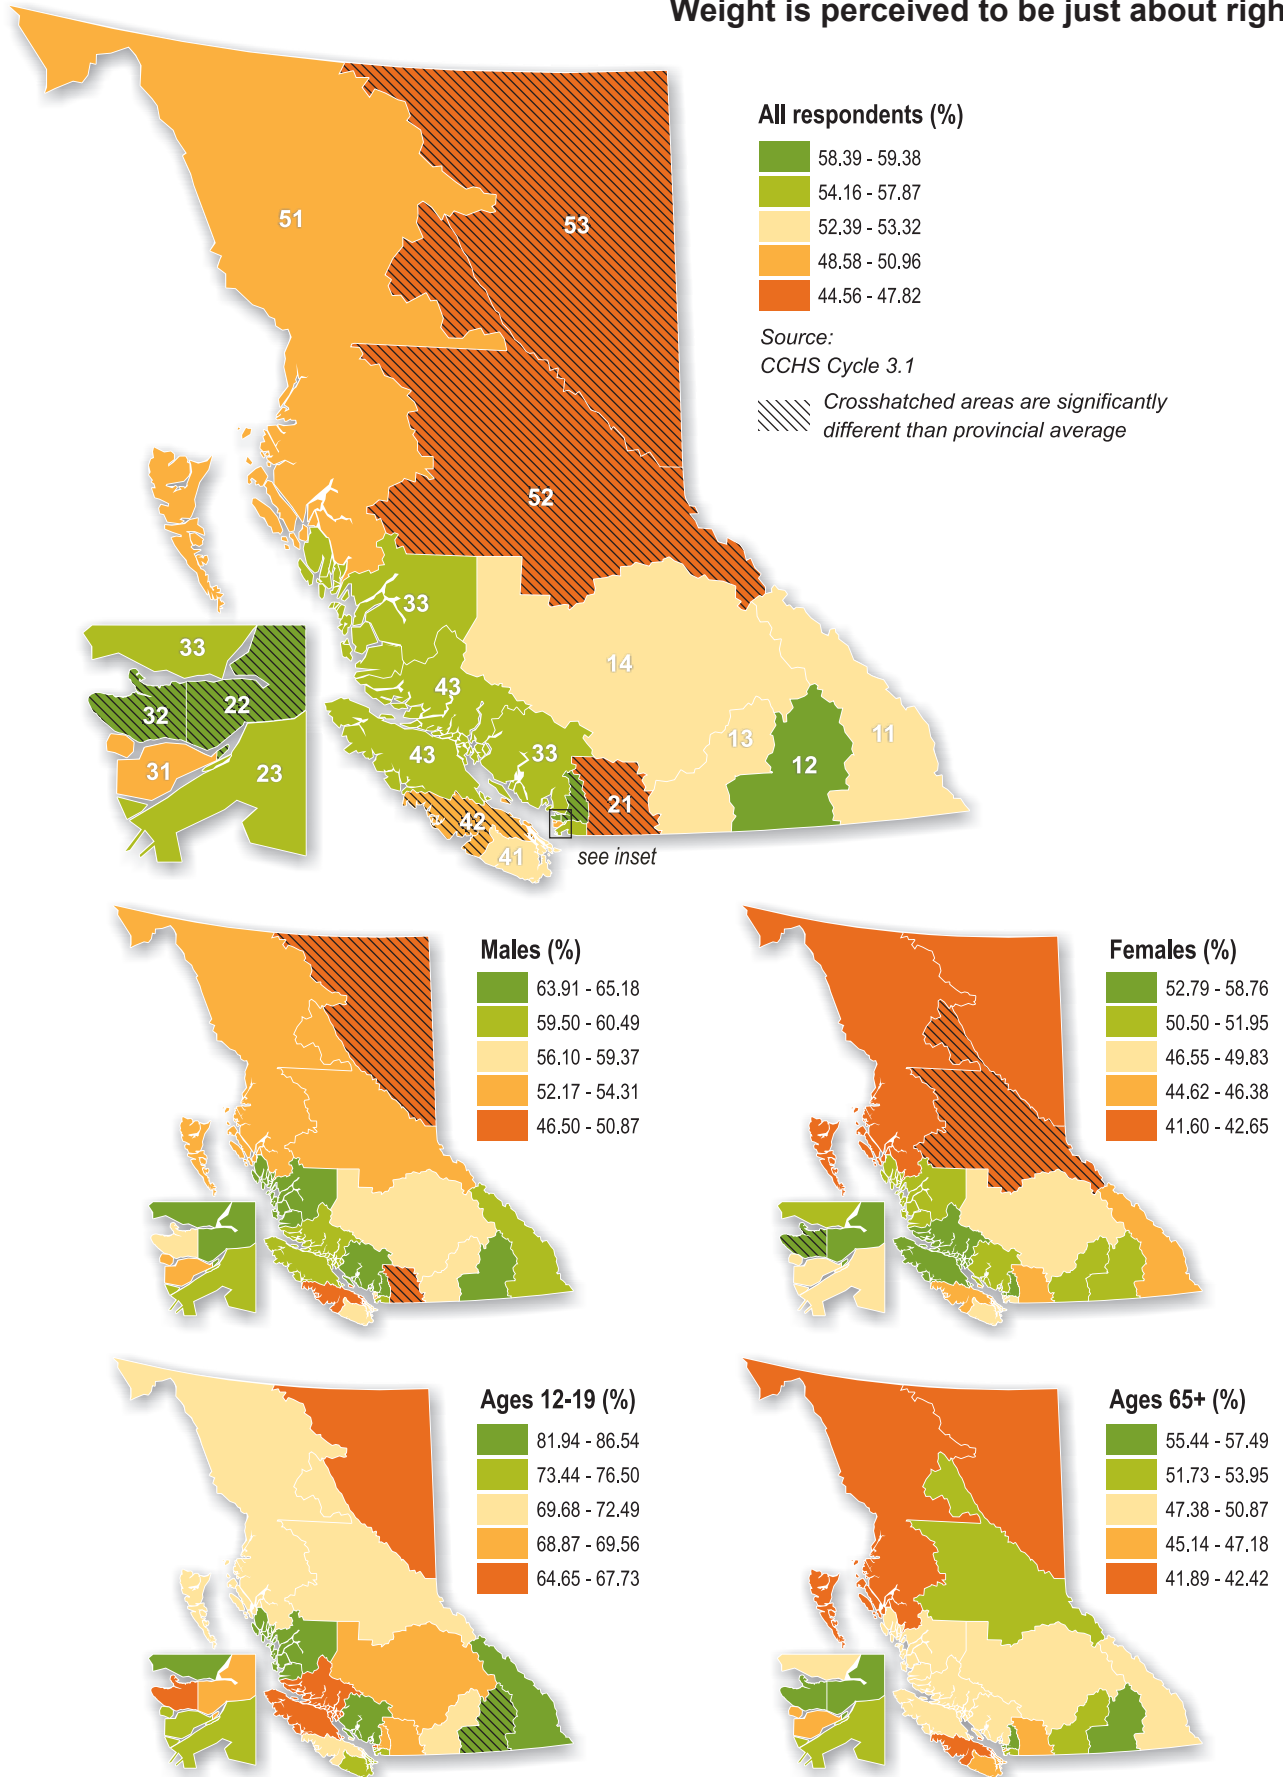 Weight is perceived to be just about righ
All respondents (%)
58.39 - 59.38
54.16 - 57.87
52.39 - 53.32
48.58 - 50.96
44.56 - 47.82
Source:
CCHS Cycle 3.1
Crosshatched areas are significantly
different than provincial average
51
53
52
33
14
43
13
11
43
33
12
21
42
41
see inset
33
32
22
31
23
Males (%)
63.91 - 65.18
59.50 - 60.49
56.10 - 59.37
52.17 - 54.31
46.50 - 50.87
Females (%)
52.79 - 58.76
50.50 - 51.95
46.55 - 49.83
44.62 - 46.38
41.60 - 42.65
Ages 12-19 (%)
81.94 - 86.54
73.44 - 76.50
69.68 - 72.49
68.87 - 69.56
64.65 - 67.73
Ages 65+ (%)
55.44 - 57.49
51.73 - 53.95
47.38 - 50.87
45.14 - 47.18
41.89 - 42.42